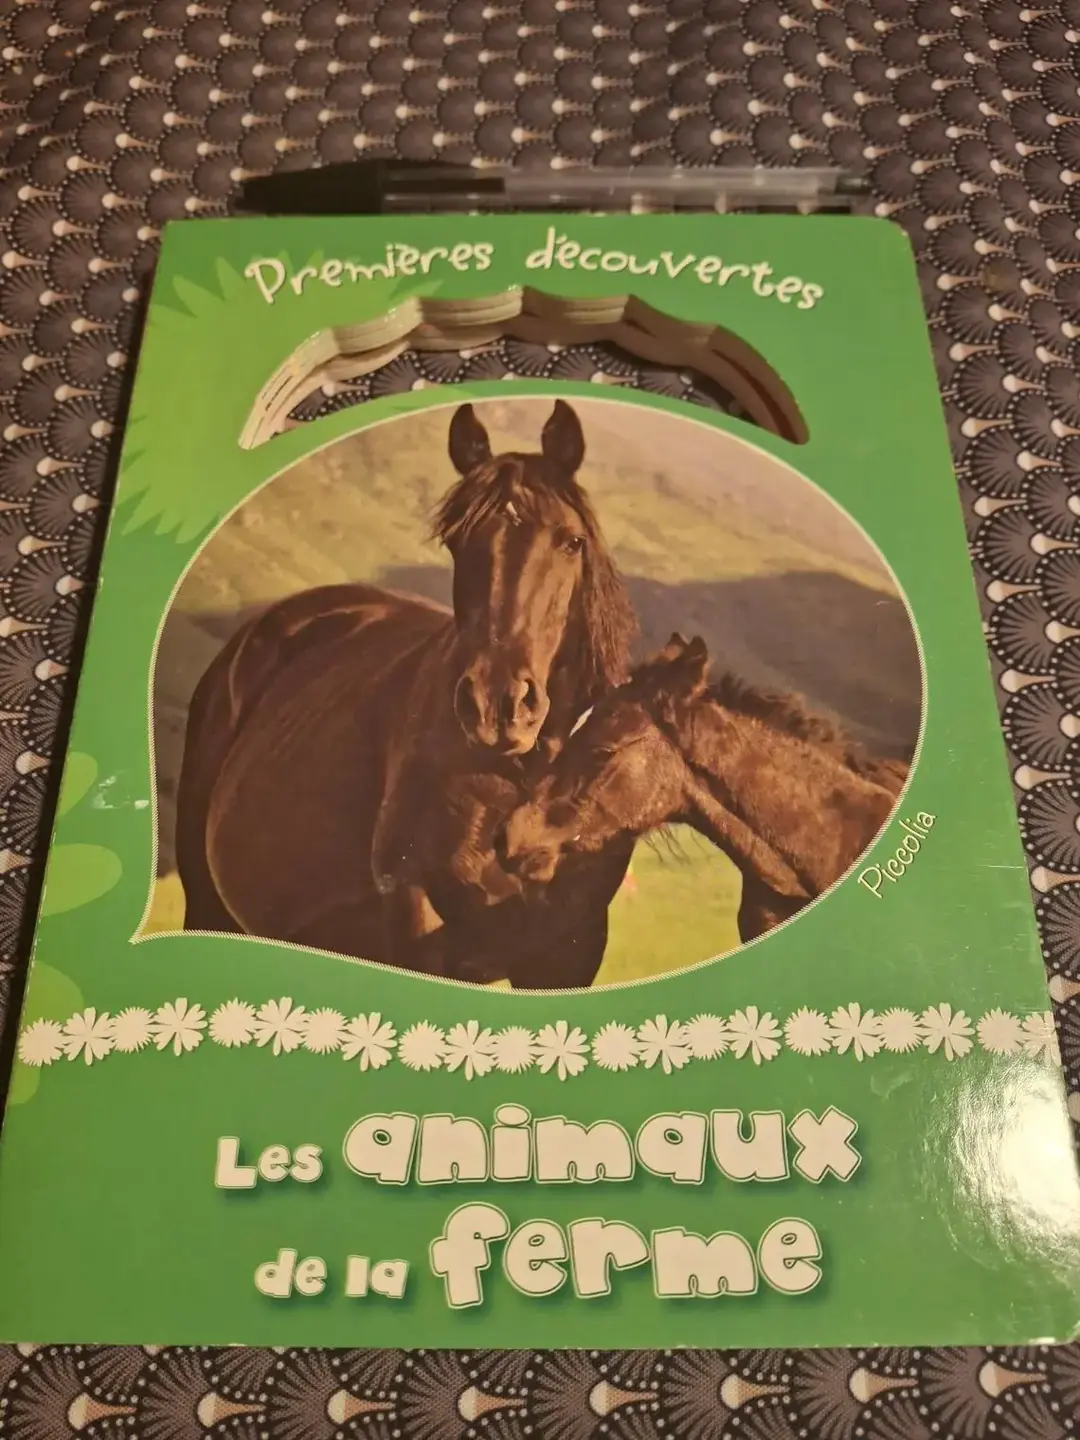 Premières découvertes
Piccolia
Les animaux
de la ferme